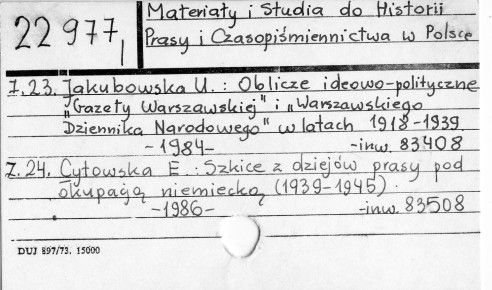 22 977, I
Materiały i Studia do Historii
Prasy i Czasopiśmiennictwa w Polsce
Z. 23. Jakubowska U. : Oblicze ideowo-polityczne
„Gazety Warszawskiej" i „Warszawskiego
Dziennika Narodowego" w latach 1918-1939
-1984- -inw. 83408
Z. 24. Cytowska E. : Szkice z dziejów prasy pod
okupacją niemiecką (1939-1945).
-1986- -inw. 83508
DUJ 897/73. 15000